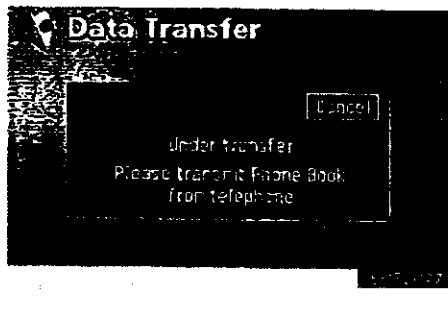 Data Transfer
Cancel
Under transfer
Please transmit Phone Book
from telephone